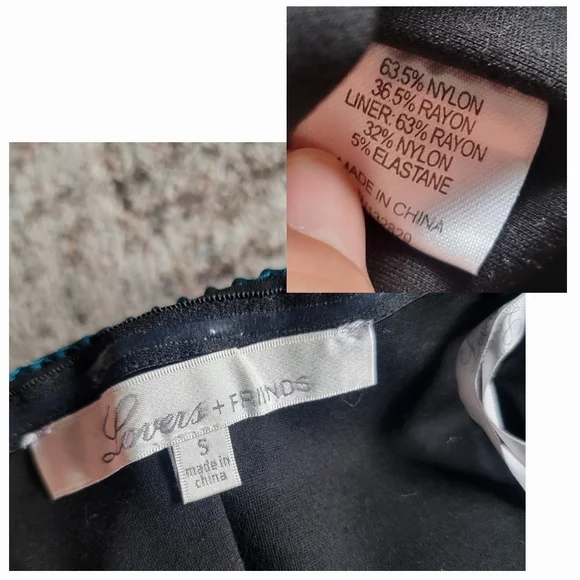 63.5% NYLON
36.5% RAYON
LINER: 63% RAYON
32% NYLON
5% ELASTANE
MADE IN CHINA
Lovers + FRIINDS
S
made in
china